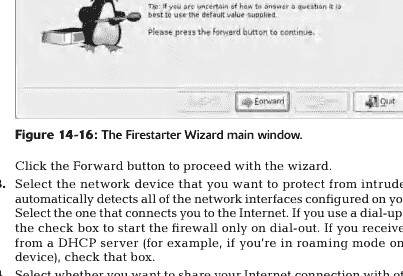 Tip: If you are uncertain of how to answer a question it is
best to use the default value supplied.
Please press the forward button to continue.
Forward
Quit
Figure 14-16: The Firestarter Wizard main window.
Click the Forward button to proceed with the wizard.
Select the network device that you want to protect from intrude
automatically detects all of the network interfaces configured on yo
Select the one that connects you to the Internet. If you use a dial-up
the check box to start the firewall only on dial-out. If you receive
from a DHCP server (for example, if you're in roaming mode on
device), check that box.
Select whether you want to share your Internet connection with ot